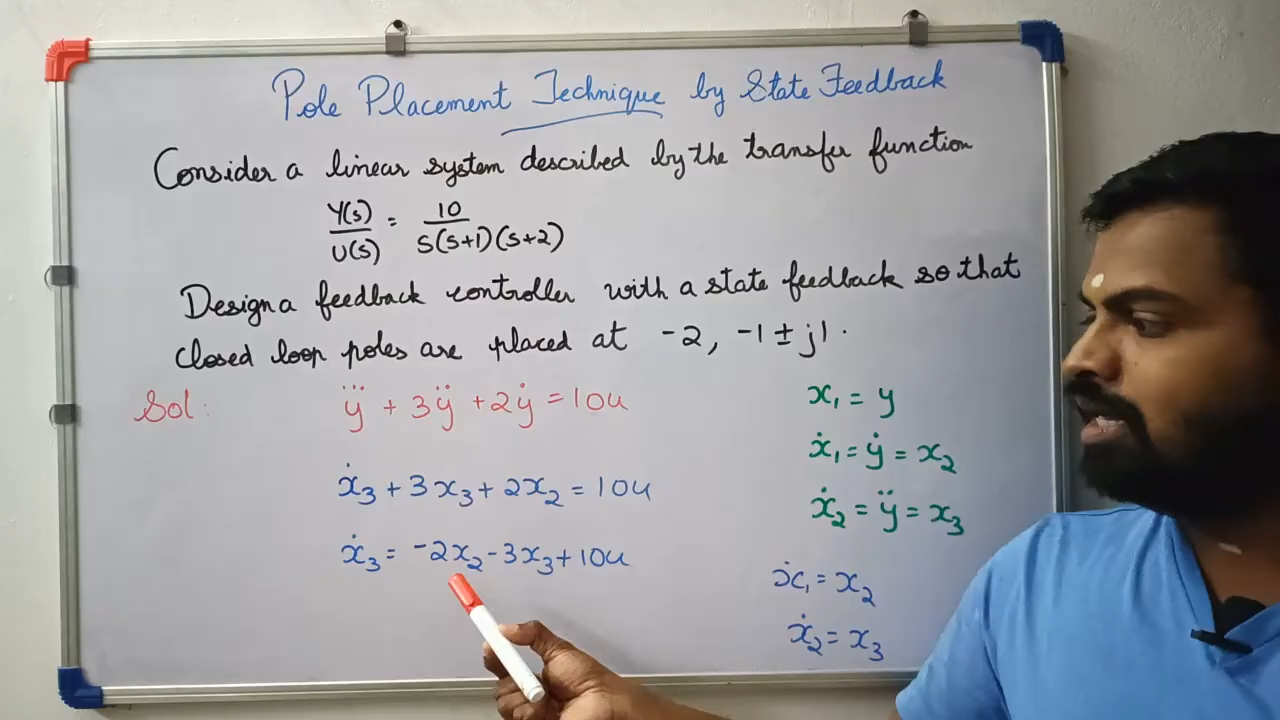 Pole Placement Technique by State Feedback
Consider a linear system described by the transfer function
Y(s)/U(s) = 10/s(s+1)(s+2)
Design a feedback controller with a state feedback so that
closed loop poles are placed at -2, -1 ± j1.
Sol: y⃛ + 3ÿ + 2ẏ = 10u
ẋ₃ + 3x₃ + 2x₂ = 10u
ẋ₃ = -2x₂ - 3x₃ + 10u
x₁ = y
ẋ₁ = ẏ = x₂
ẋ₂ = ÿ = x₃
ẋ₁ = x₂
ẋ₂ = x₃